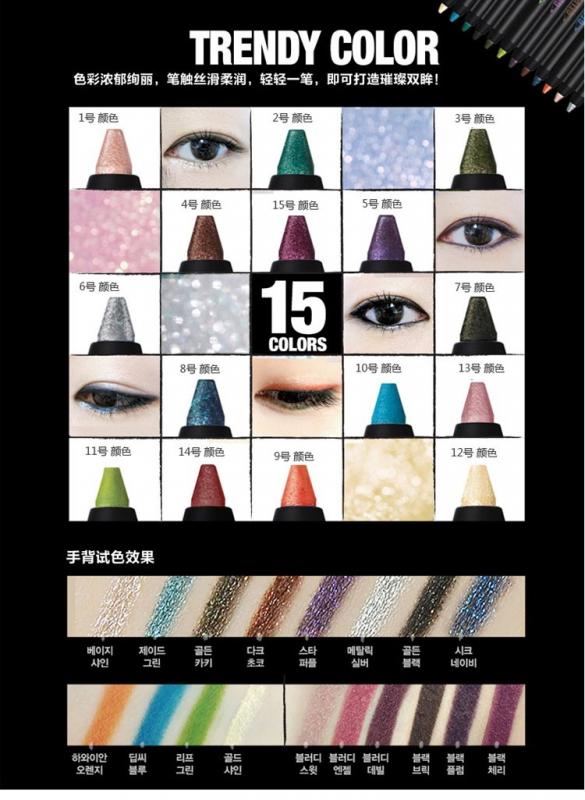 TRENDY COLOR
色彩浓郁绚丽，笔触丝滑柔润，轻轻一笔，即可打造璀璨双眸！
1号 颜色
2号 颜色
3号 颜色
4号 颜色
15号 颜色
5号 颜色
6号 颜色
15
COLORS
7号 颜色
8号 颜色
10号 颜色
13号 颜色
11号 颜色
14号 颜色
9号 颜色
12号 颜色
手背试色效果
베이지 제이드 골든 다크 스타 메탈릭 골든 시크
샤인 그린 카키 초코 퍼플 실버 블랙 네이비
하와이안 딥씨 리프 골드 블러디 블러디 블러디 블랙 블랙 블랙
오렌지 블루 그린 샤인 스윗 엔젤 데빌 브릭 플럼 체리